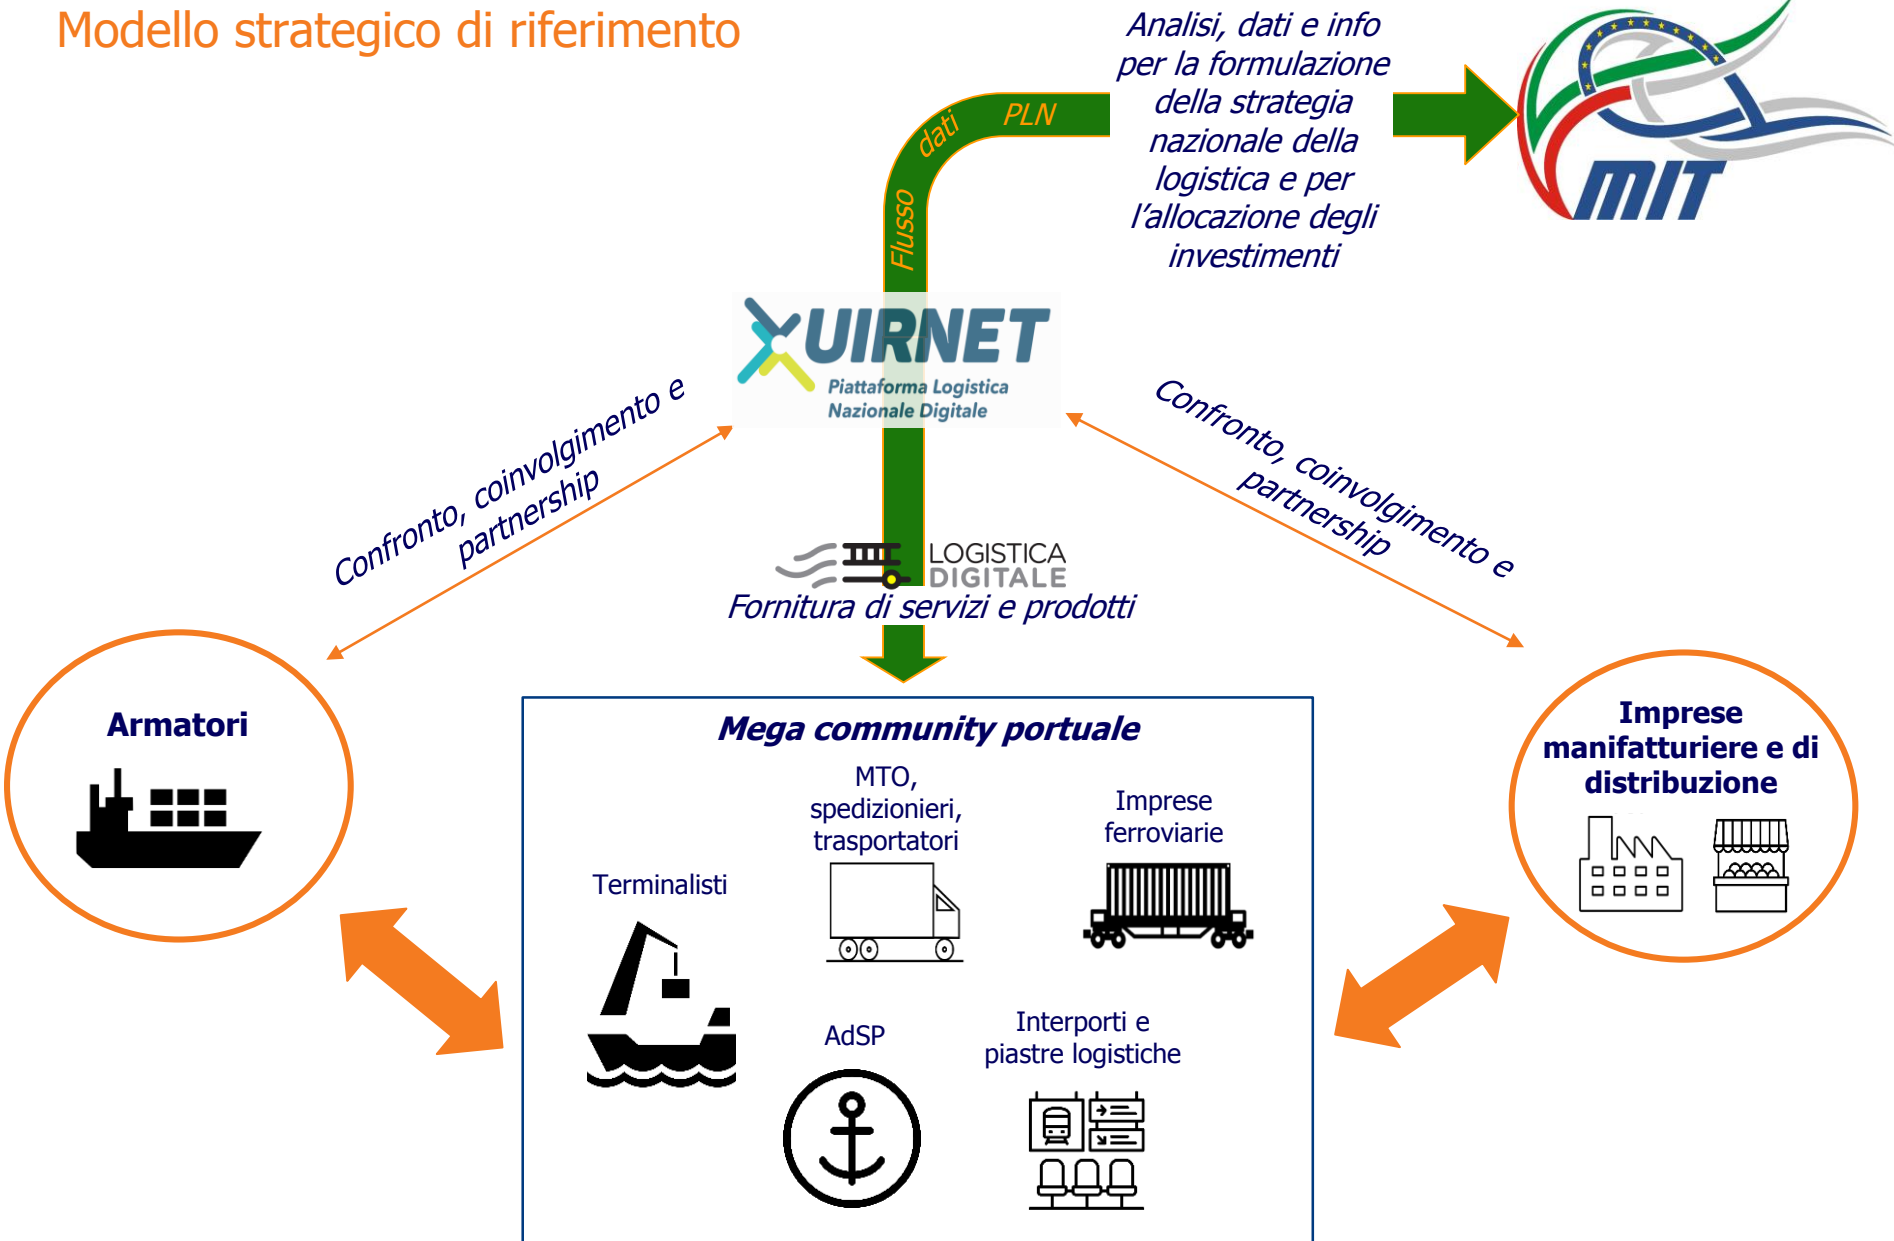 Modello strategico di riferimento
Analisi, dati e info
per la formulazione
della strategia
nazionale della
logistica e per
l'allocazione degli
investimenti
MIT
Flusso dati PLN
UIRNET
Piattaforma Logistica
Nazionale Digitale
Confronto, coinvolgimento e
partnership
Confronto, coinvolgimento e
partnership
LOGISTICA
DIGITALE
Fornitura di servizi e prodotti
Armatori
Mega community portuale
MTO,
spedizionieri,
trasportatori
Imprese
ferroviarie
Terminalisti
AdSP
Interporti e
piastre logistiche
Imprese
manifatturiere e di
distribuzione